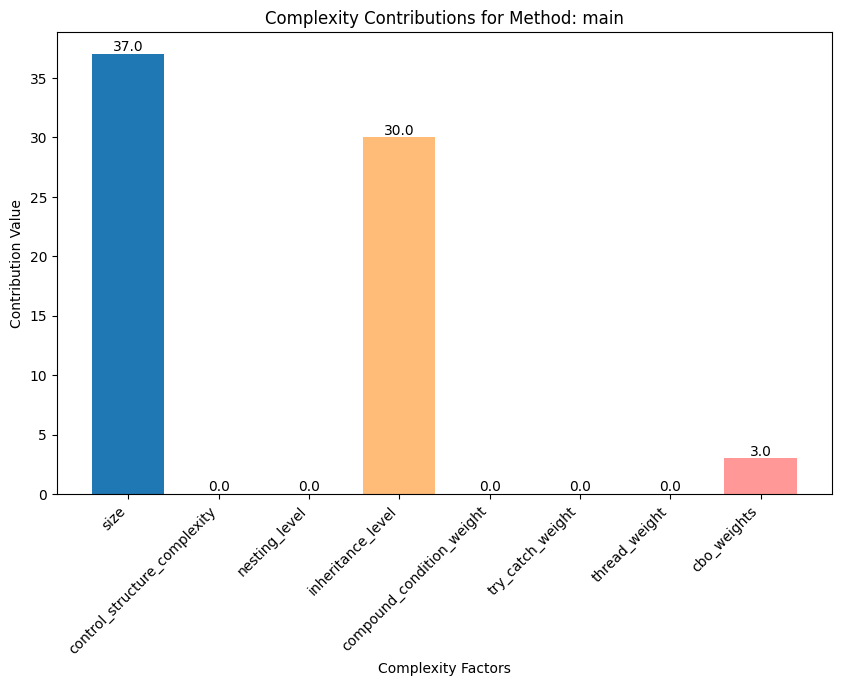 Complexity Contributions for Method: main
Contribution Value
35
30
25
20
15
10
5
0
37.0
0.0
0.0
30.0
0.0
0.0
0.0
3.0
size
control_structure_complexity
nesting_level
inheritance_level
compound_condition_weight
try_catch_weight
thread_weight
cbo_weights
Complexity Factors